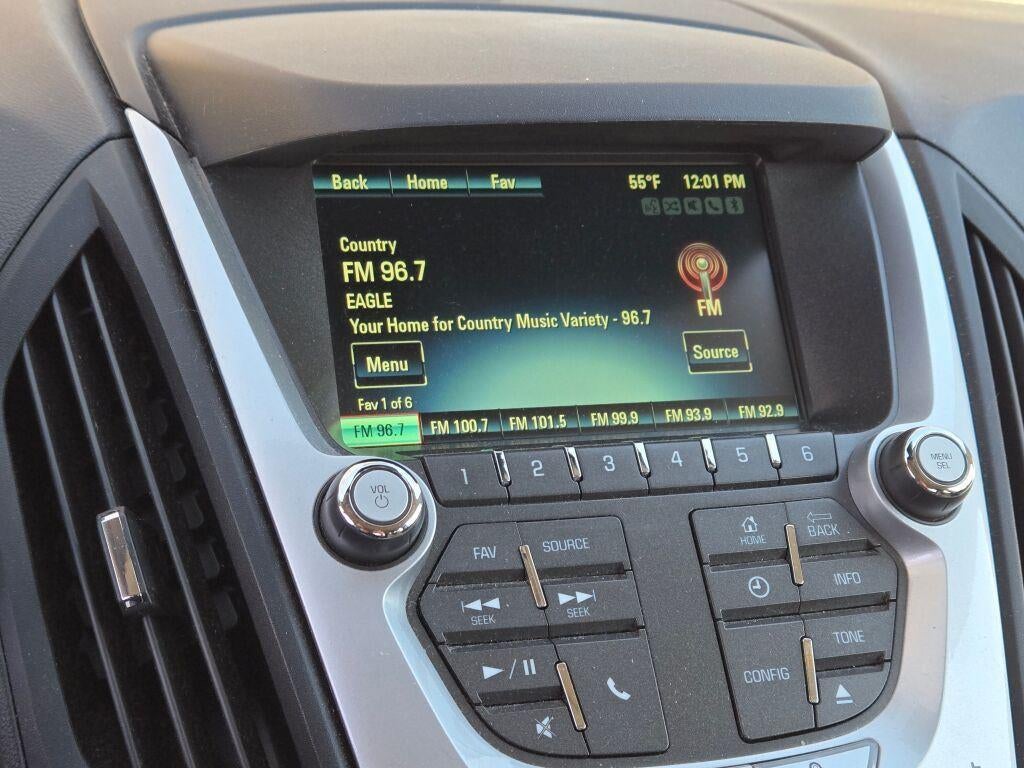 Back Home Fav 55°F 12:01 PM
Country
FM 96.7
EAGLE
FM
Your Home for Country Music Variety - 96.7
Menu Source
Fav 1 of 6
FM 96.7 FM 100.7 FM 101.5 FM 99.9 FM 93.9 FM 92.9
1 2 3 4 5 6
VOL
MENU
SEL
FAV SOURCE
HOME BACK
SEEK SEEK
INFO
TONE
CONFIG